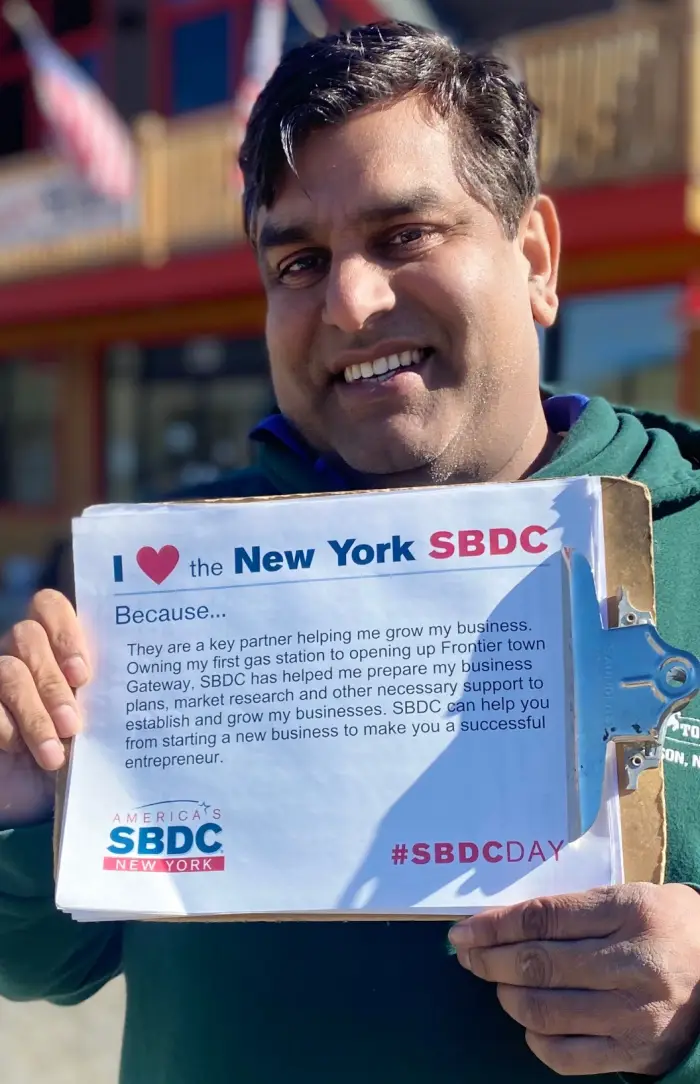 I ❤ the New York SBDC
Because...
They are a key partner helping me grow my business.
Owning my first gas station to opening up Frontier town
Gateway, SBDC has helped me prepare my business
plans, market research and other necessary support to
establish and grow my businesses. SBDC can help you
from starting a new business to make you a successful
entrepreneur.
AMERICA'S
SBDC
NEW YORK
#SBDCDAY